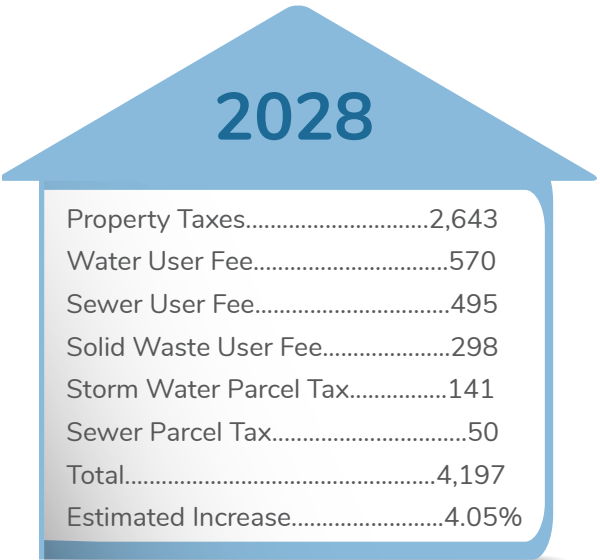 2028
Property Taxes...............................2,643
Water User Fee.................................570
Sewer User Fee.................................495
Solid Waste User Fee......................298
Storm Water Parcel Tax................141
Sewer Parcel Tax.................................50
Total.....................................................4,197
Estimated Increase..........................4.05%